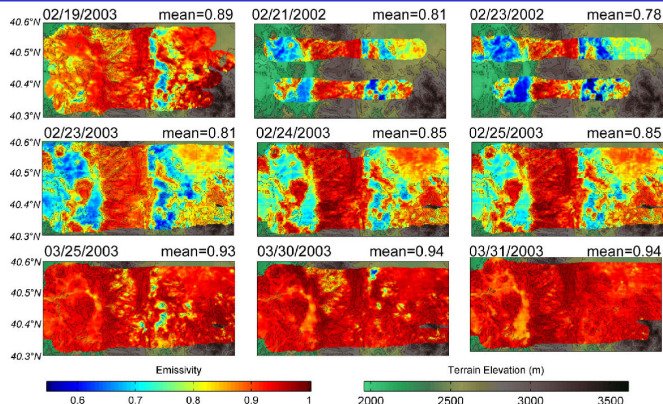 02/19/2003 mean=0.89 02/21/2002 mean=0.81 02/23/2002 mean=0.78
40.6°N
40.5°N
40.4°N
40.3°N
02/23/2003 mean=0.81 02/24/2003 mean=0.85 02/25/2003 mean=0.85
40.6°N
40.5°N
40.4°N
40.3°N
03/25/2003 mean=0.93 03/30/2003 mean=0.94 03/31/2003 mean=0.94
40.6°N
40.5°N
40.4°N
40.3°N
Emissivity Terrain Elevation (m)
0.6 0.7 0.8 0.9 1 2000 2500 3000 3500